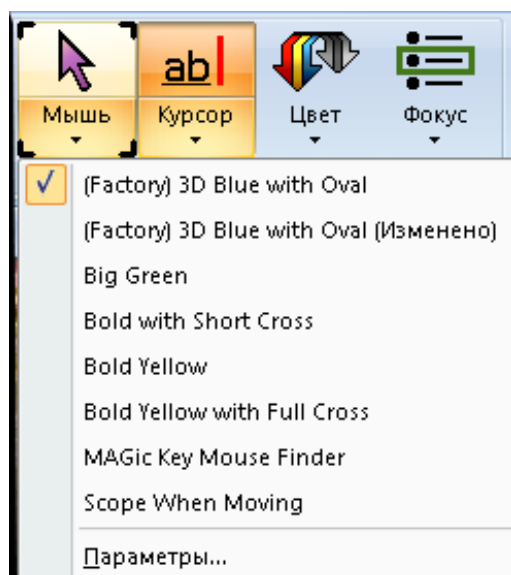 ab
Мышь Курсор Цвет Фокус
(Factory) 3D Blue with Oval
(Factory) 3D Blue with Oval (Изменено)
Big Green
Bold with Short Cross
Bold Yellow
Bold Yellow with Full Cross
MAGic Key Mouse Finder
Scope When Moving
Параметры...